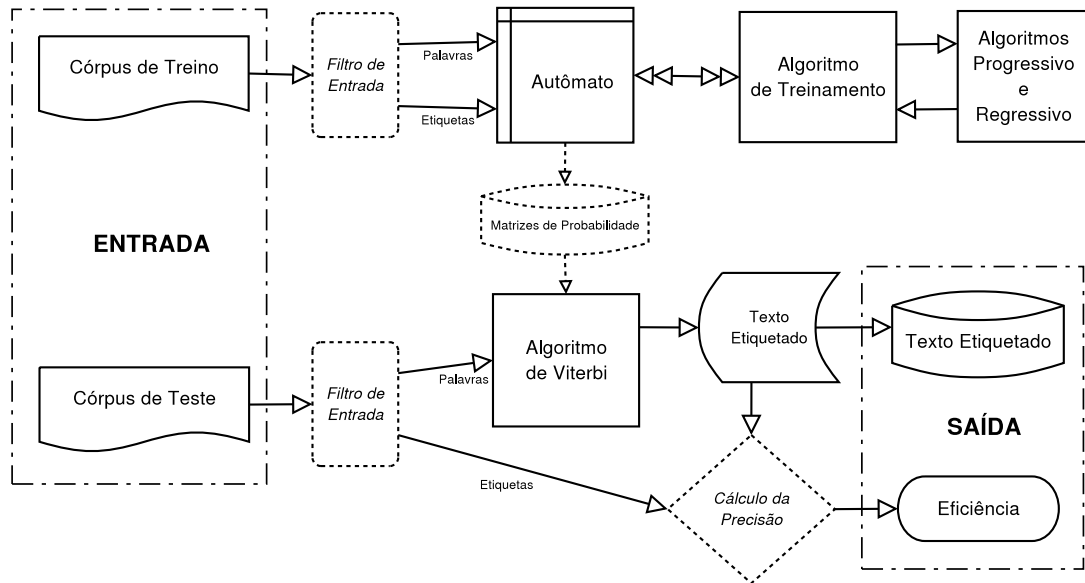 Córpus de Treino
Filtro de
Entrada
Palavras
Etiquetas
Autômato
Algoritmo
de Treinamento
Algoritmos
Progressivo
e
Regressivo
ENTRADA
Matrizes de Probabilidade
Córpus de Teste
Filtro de
Entrada
Palavras
Etiquetas
Algoritmo
de Viterbi
Texto
Etiquetado
Texto Etiquetado
SAÍDA
Cálculo da
Precisão
Eficiência